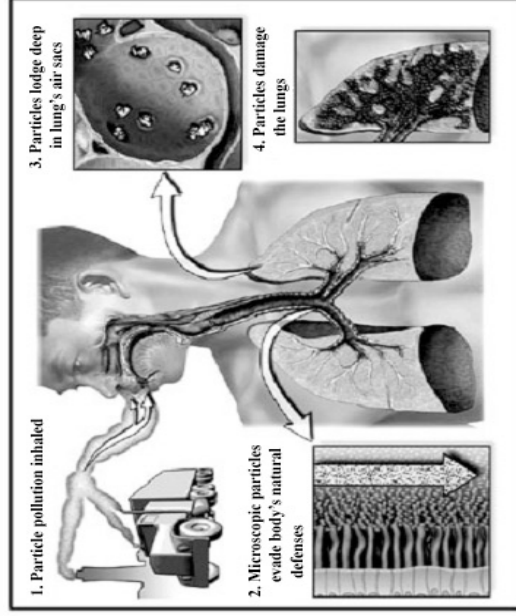 1. Particle pollution inhaled
2. Microscopic particles
evade body's natural
defenses
3. Particles lodge deep
in lung's air sacs
4. Particles damage
the lungs